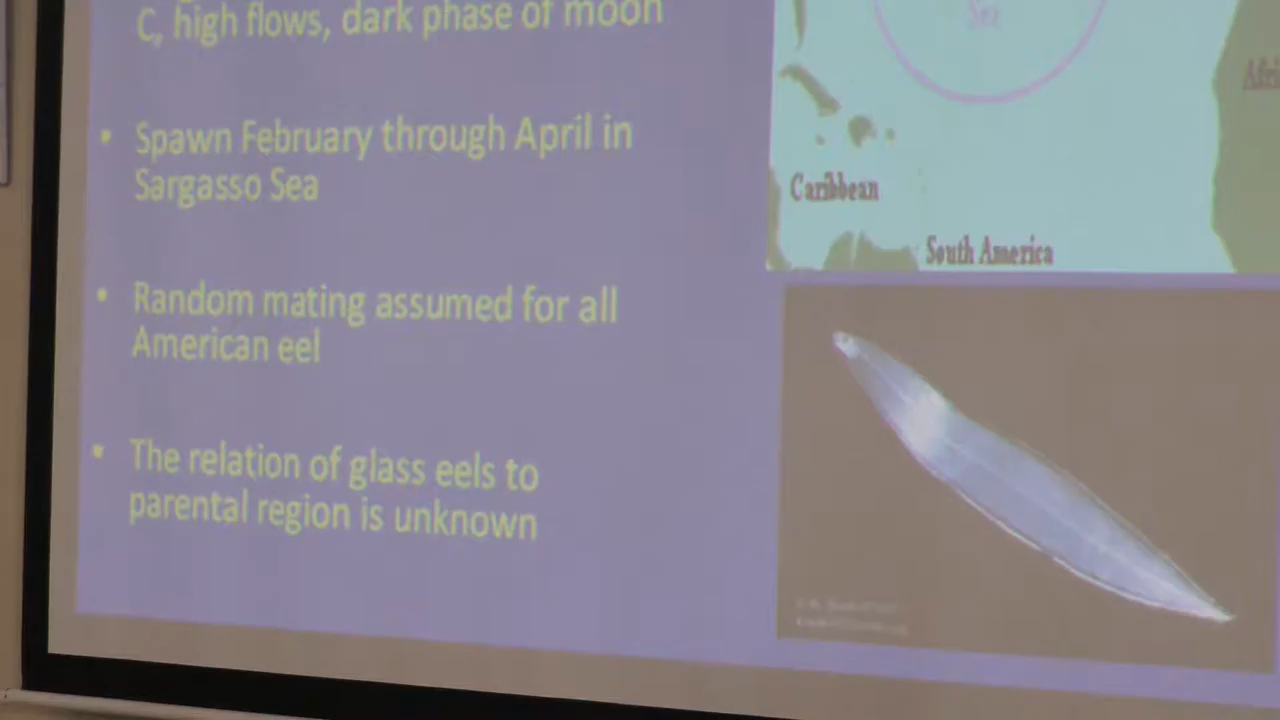 C, high flows, dark phase of moon
• Spawn February through April in
Sargasso Sea
• Random mating assumed for all
American eel
• The relation of glass eels to
parental region is unknown
Sea
Caribbean
South America